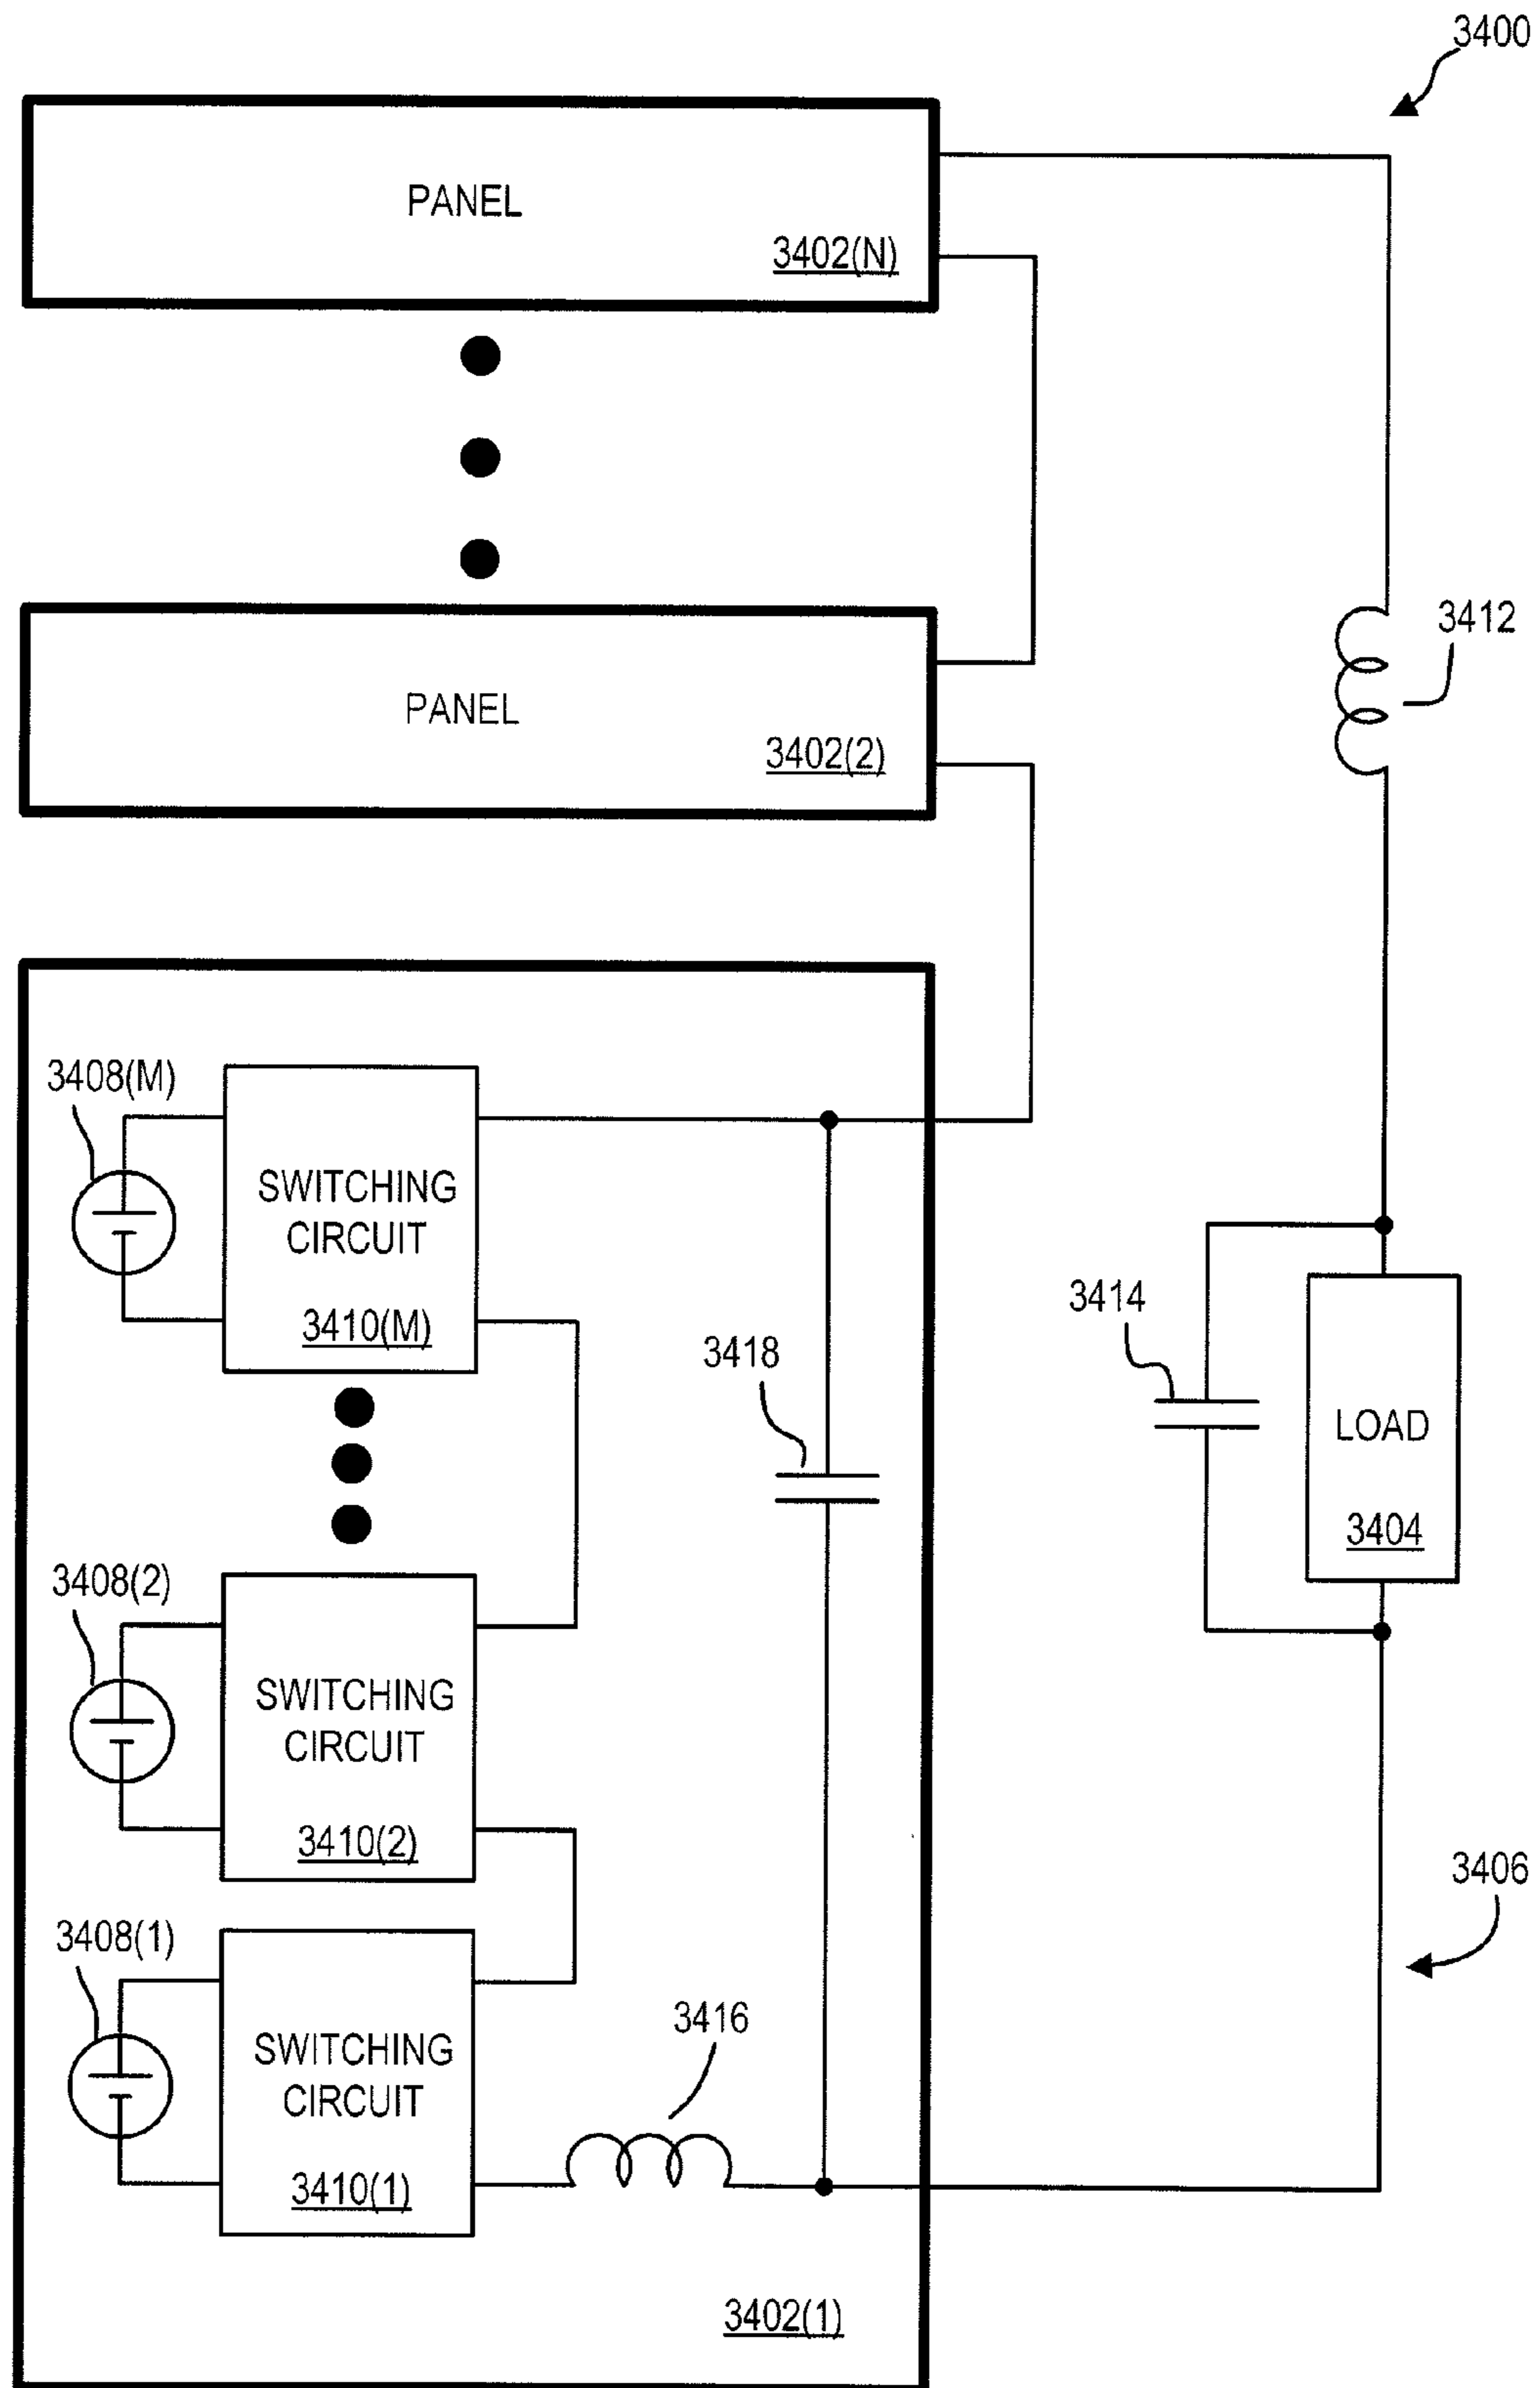 3400
PANEL
3402(N)
3412
PANEL
3402(2)
3408(M)
SWITCHING
CIRCUIT
3410(M)
3414
3418
LOAD
3404
3408(2)
SWITCHING
CIRCUIT
3410(2)
3406
3408(1)
3416
SWITCHING
CIRCUIT
3410(1)
3402(1)